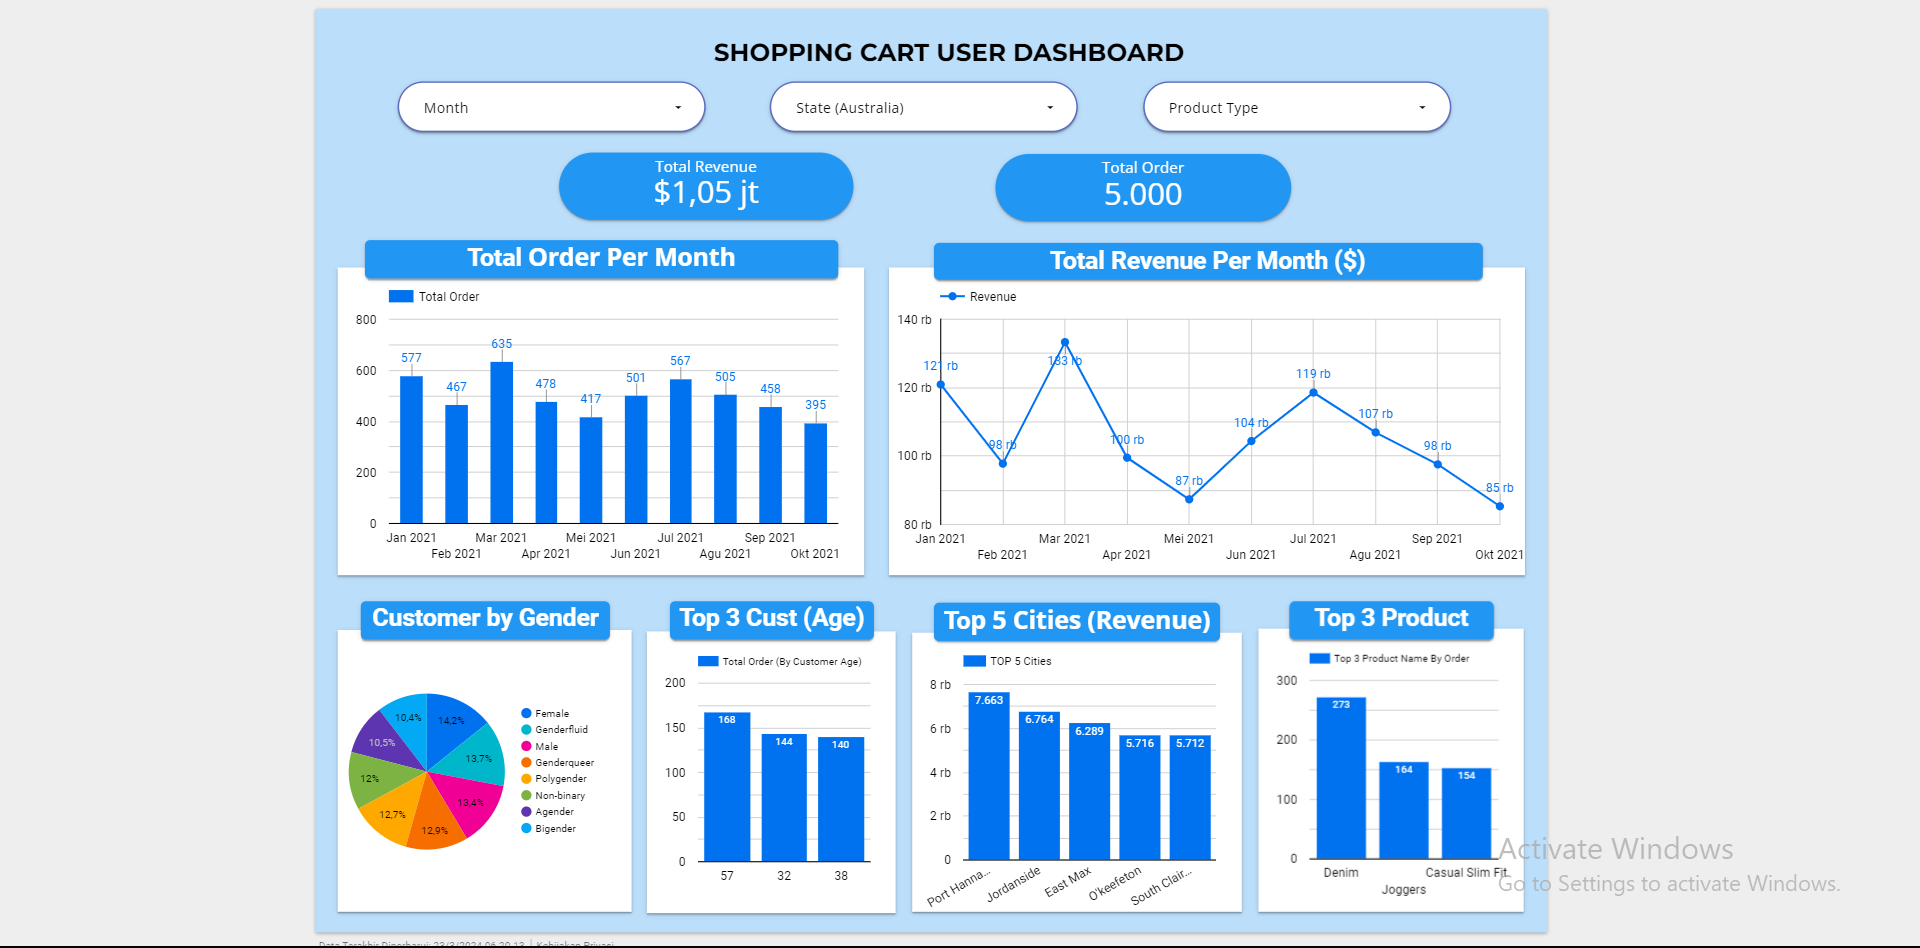 SHOPPING CART USER DASHBOARD
Month
State (Australia)
Product Type
Total Revenue
$1,05 jt
Total Order
5.000
Total Order Per Month
Total Order
800
600
400
200
0
577
467
635
478
417
501
567
505
458
395
Jan 2021
Feb 2021
Mar 2021
Apr 2021
Mei 2021
Jun 2021
Jul 2021
Agu 2021
Sep 2021
Okt 2021
Total Revenue Per Month ($)
Revenue
140 rb
120 rb
100 rb
80 rb
121 rb
98 rb
133 rb
100 rb
87 rb
104 rb
119 rb
107 rb
98 rb
85 rb
Jan 2021
Feb 2021
Mar 2021
Apr 2021
Mei 2021
Jun 2021
Jul 2021
Agu 2021
Sep 2021
Okt 2021
Customer by Gender
14,2%
13,7%
13,4%
12,9%
12,7%
12%
10,5%
10,4%
Female
Genderfluid
Male
Genderqueer
Polygender
Non-binary
Agender
Bigender
Top 3 Cust (Age)
Total Order (By Customer Age)
200
150
100
50
0
168
144
140
57
32
38
Top 5 Cities (Revenue)
TOP 5 Cities
8 rb
6 rb
4 rb
2 rb
0
7.663
6.764
6.289
5.716
5.712
Port Hanna...
Jordanside
East Max
O'keefeton
South Clair...
Top 3 Product
Top 3 Product Name By Order
300
200
100
0
273
164
154
Denim
Joggers
Casual Slim Fit
Activate Windows
Go to Settings to activate Windows.
Data Terakhir Diperbarui: 23/3/2024 06.20.13 | Kebijakan Privasi